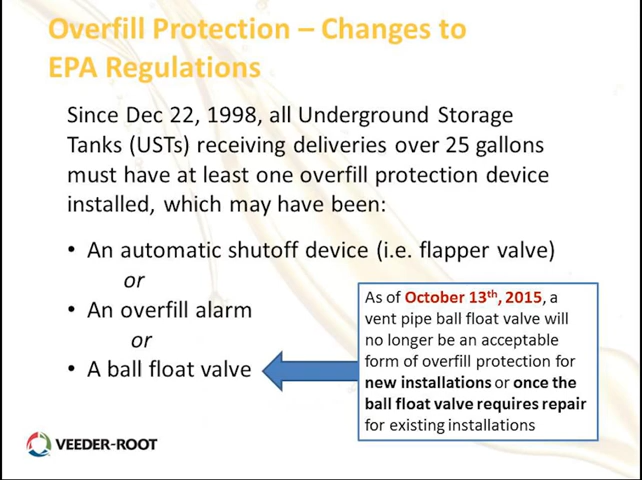 Overfill Protection – Changes to
EPA Regulations
Since Dec 22, 1998, all Underground Storage
Tanks (USTs) receiving deliveries over 25 gallons
must have at least one overfill protection device
installed, which may have been:
• An automatic shutoff device (i.e. flapper valve)
or
• An overfill alarm
or
• A ball float valve
As of October 13th, 2015, a
vent pipe ball float valve will
no longer be an acceptable
form of overfill protection for
new installations or once the
ball float valve requires repair
for existing installations
VEEDER-ROOT